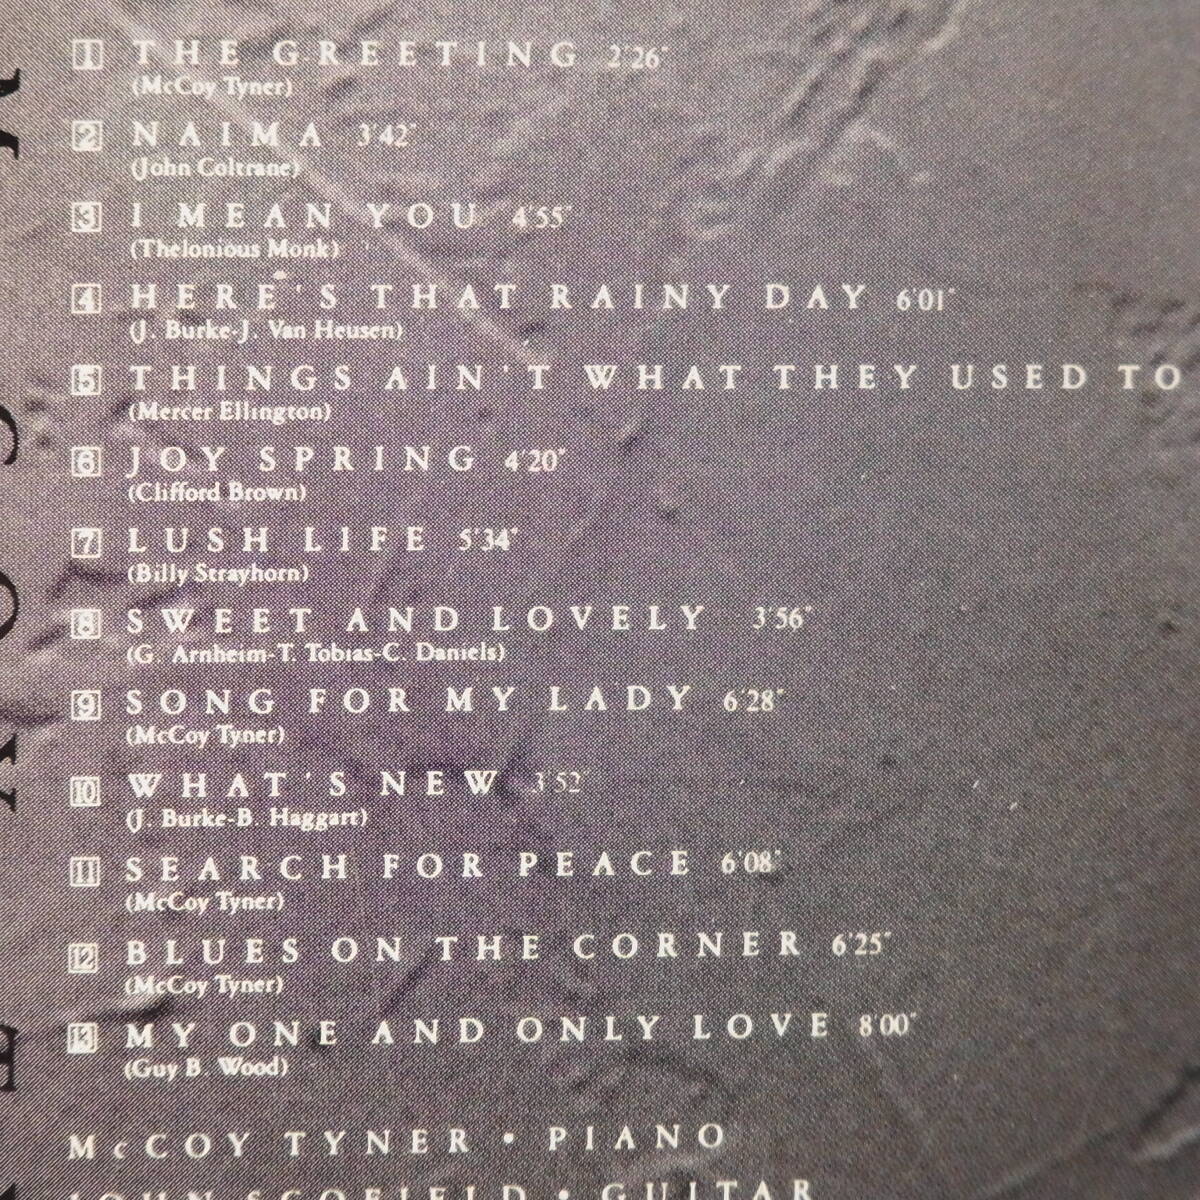 1 THE GREETING 2'26"
(McCoy Tyner)
2 NAIMA 3'42"
(John Coltrane)
3 I MEAN YOU 4'55"
(Thelonious Monk)
4 HERE'S THAT RAINY DAY 6'01"
(J. Burke-J. Van Heusen)
5 THINGS AIN'T WHAT THEY USED TO
(Mercer Ellington)
6 JOY SPRING 4'20"
(Clifford Brown)
7 LUSH LIFE 5'34"
(Billy Strayhorn)
8 SWEET AND LOVELY 3'56"
(G. Arnheim-T. Tobias-C. Daniels)
9 SONG FOR MY LADY 6'28"
(McCoy Tyner)
10 WHAT'S NEW 3'52"
(J. Burke-B. Haggart)
11 SEARCH FOR PEACE 6'08"
(McCoy Tyner)
12 BLUES ON THE CORNER 6'25"
(McCoy Tyner)
13 MY ONE AND ONLY LOVE 8'00"
(Guy B. Wood)
McCOY TYNER • PIANO
JOHN SCOFIELD • GUITAR